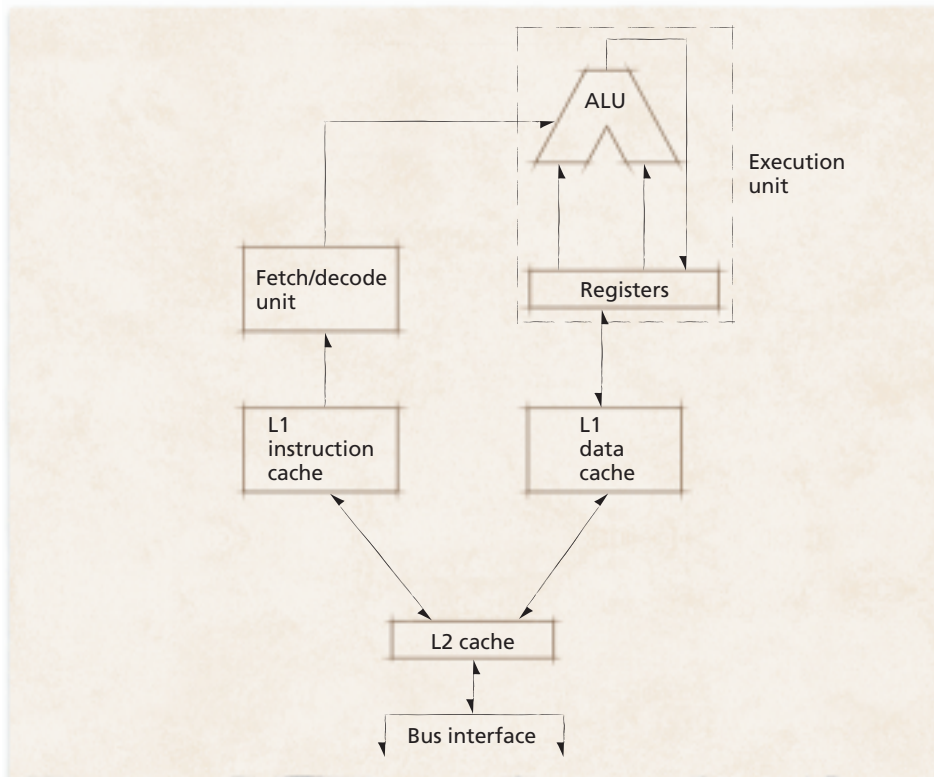 ALU
Execution
unit
Fetch/decode
unit
Registers
L1
instruction
cache
L1
data
cache
L2 cache
Bus interface